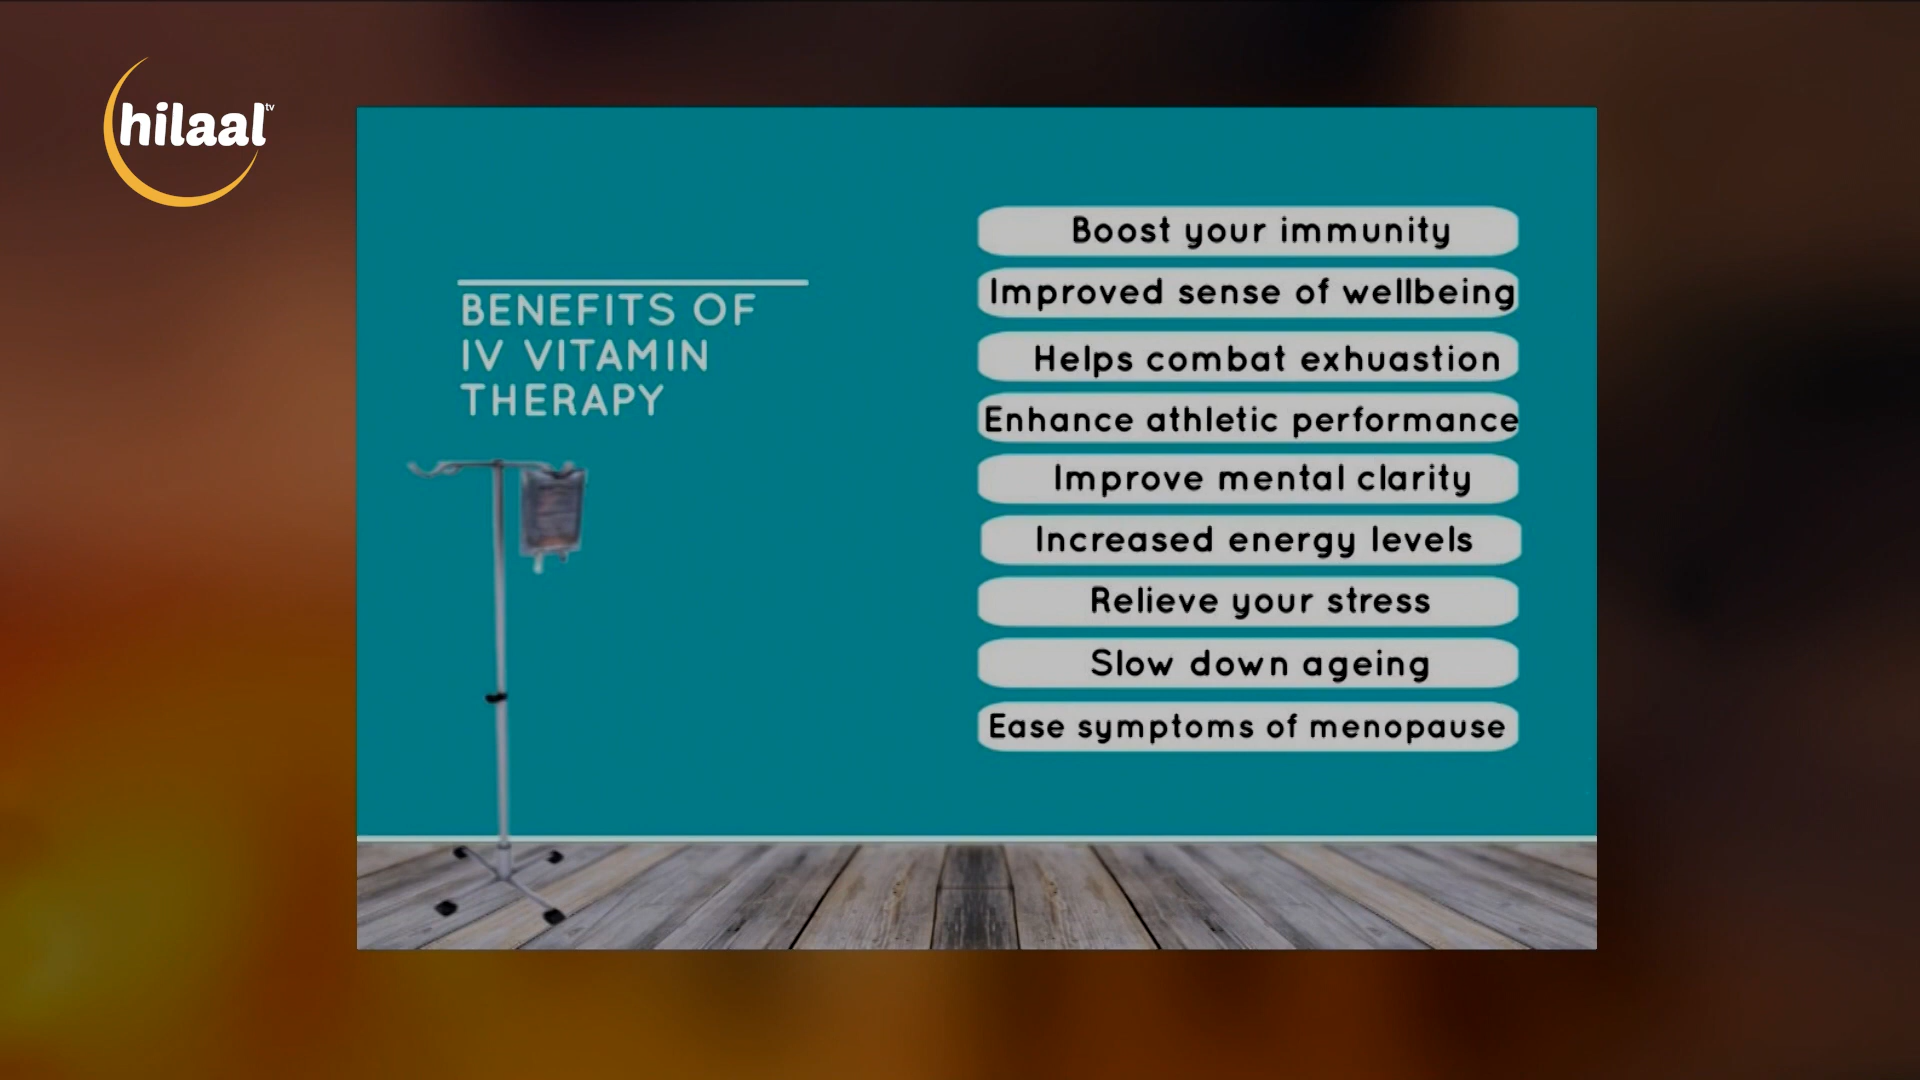 hilaal tv
BENEFITS OF
IV VITAMIN
THERAPY
Boost your immunity
Improved sense of wellbeing
Helps combat exhuastion
Enhance athletic performance
Improve mental clarity
Increased energy levels
Relieve your stress
Slow down ageing
Ease symptoms of menopause